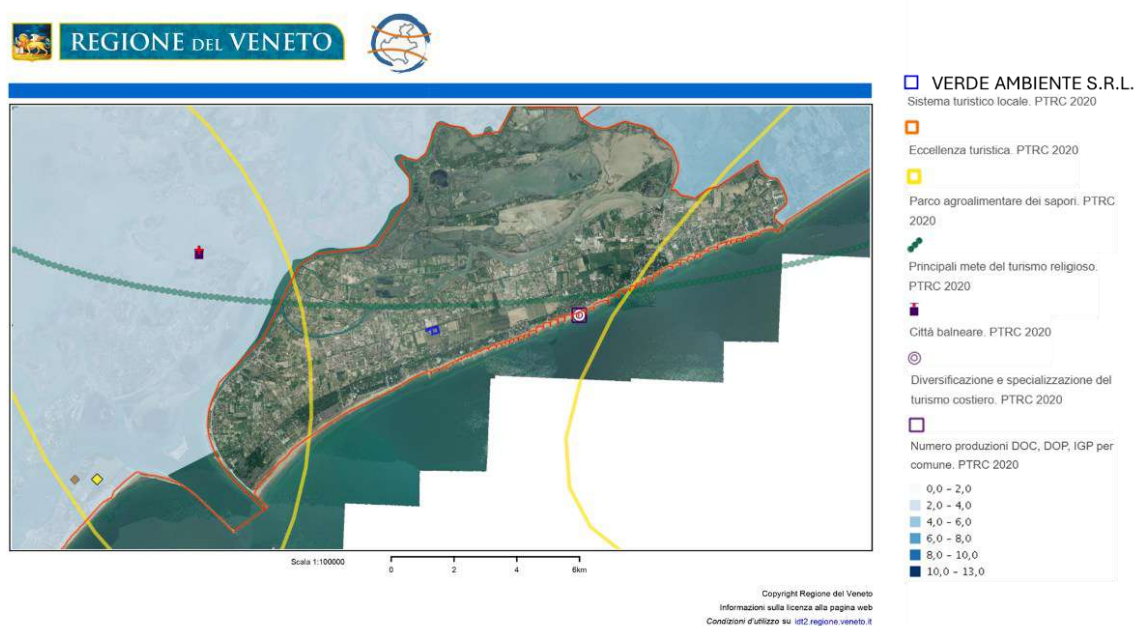 REGIONE DEL VENETO
VERDE AMBIENTE S.R.L.
Sistema turistico locale. PTRC 2020
Eccellenza turistica. PTRC 2020
Parco agroalimentare dei sapori. PTRC
2020
Principali mete del turismo religioso.
PTRC 2020
Città balneare. PTRC 2020
Diversificazione e specializzazione del
turismo costiero. PTRC 2020
Numero produzioni DOC, DOP, IGP per
comune. PTRC 2020
0,0 - 2,0
2,0 - 4,0
4,0 - 6,0
6,0 - 8,0
8,0 - 10,0
10,0 - 13,0
Scala 1:100000
0 2 4 6km
Copyright Regione del Veneto
Informazioni sulla licenza alla pagina web
Condizioni d'utilizzo su idt2.regione.veneto.it